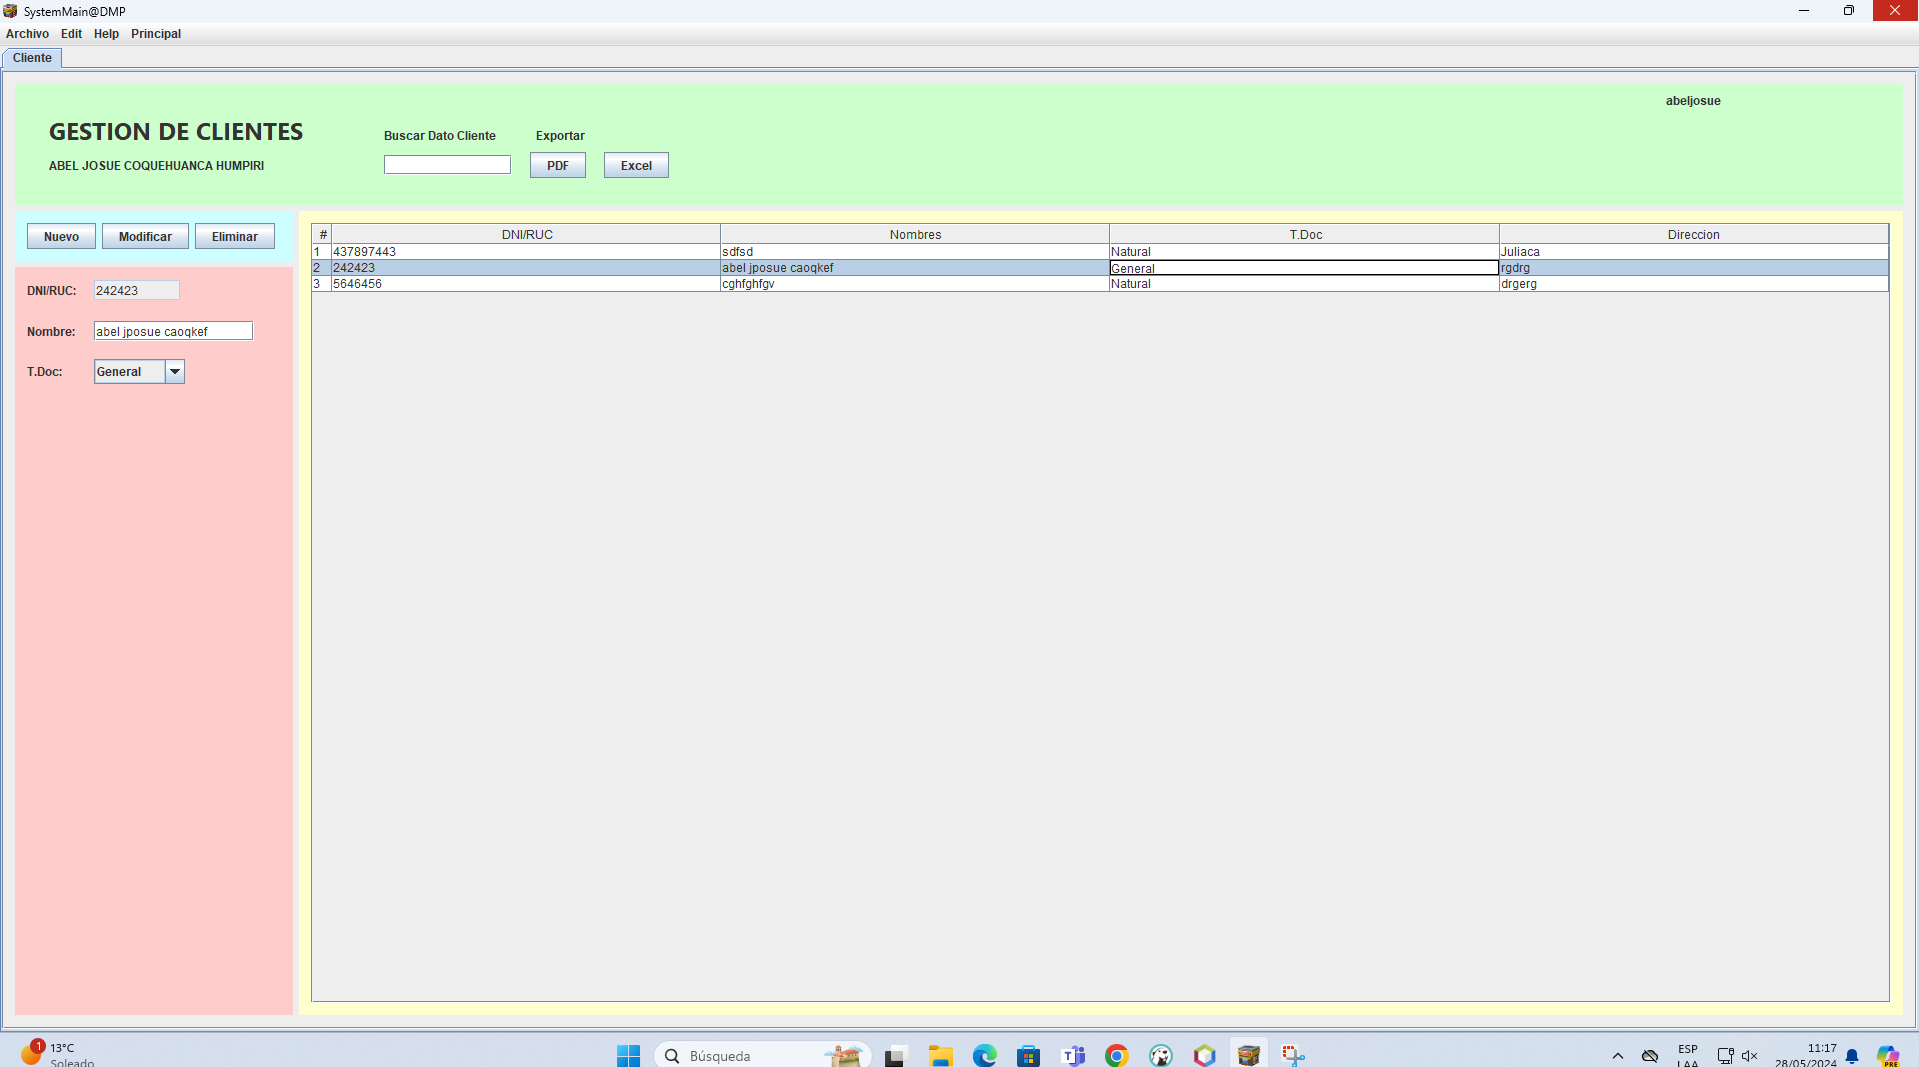 SystemMain@DMP
Archivo Edit Help Principal
Cliente
abeljosue
GESTION DE CLIENTES
Buscar Dato Cliente Exportar
ABEL JOSUE COQUEHUANCA HUMPIRI
PDF Excel
Nuevo Modificar Eliminar
# DNI/RUC Nombres T.Doc Direccion
1 437897443 sdfsd Natural Juliaca
2 242423 abel jposue caoqkef General rgdrg
3 5646456 cghfghfgv Natural drgerg
DNI/RUC: 242423
Nombre: abel jposue caoqkef
T.Doc: General
1
13°C
Soleado
Búsqueda
PRE
ESP
LAA
11:17
28/05/2024